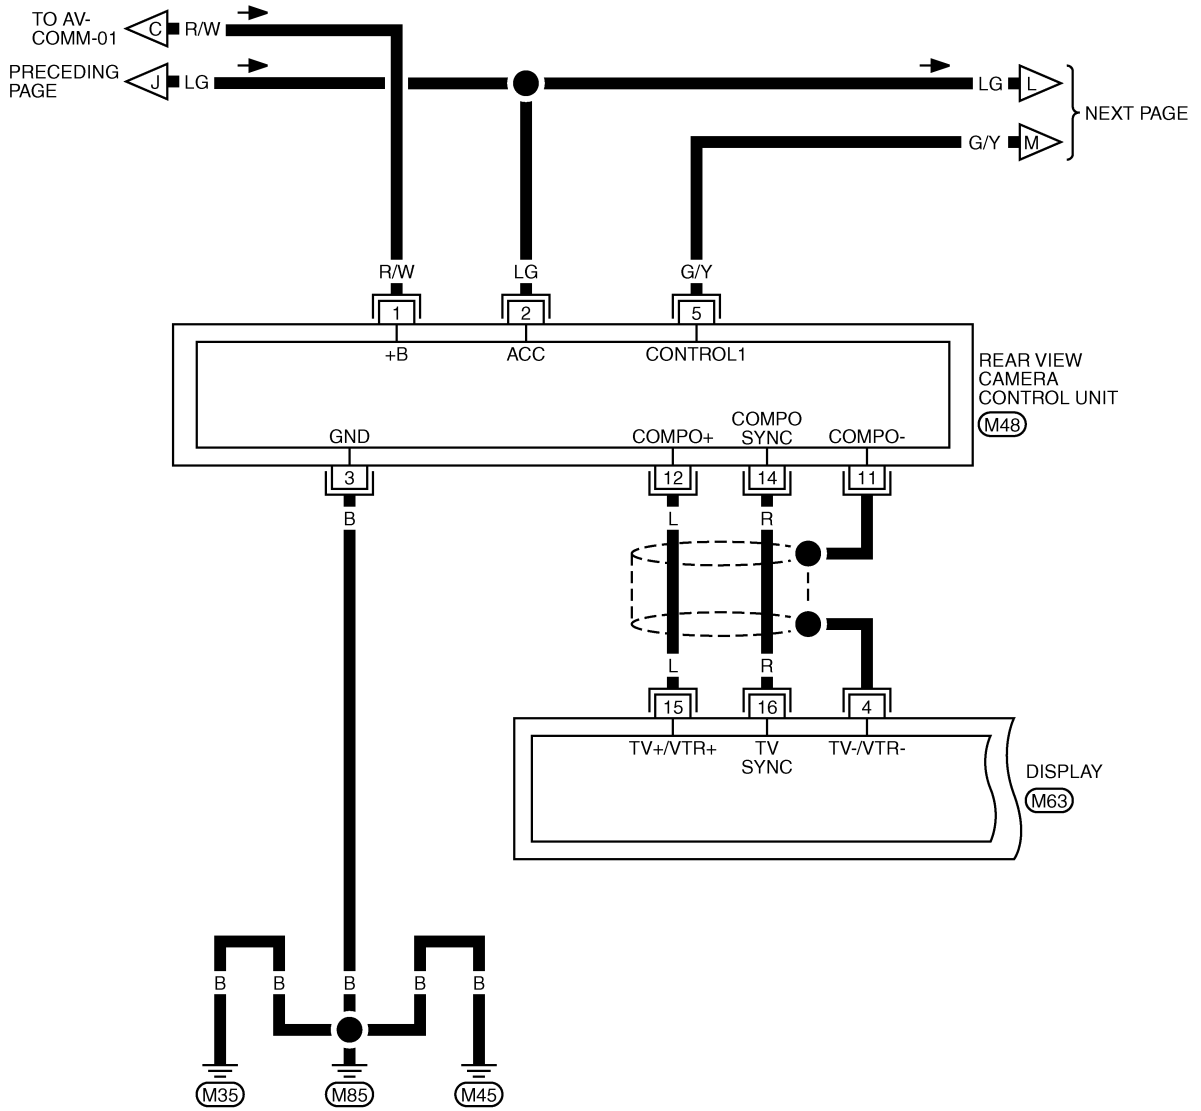 TO AV-
COMM-01
C
R/W
PRECEDING
PAGE
J
LG
LG
L
G/Y
M
NEXT PAGE
R/W
LG
G/Y
1
2
5
+B
ACC
CONTROL1
REAR VIEW
CAMERA
CONTROL UNIT
M48
GND
COMPO+
COMPO
SYNC
COMPO-
3
12
14
11
B
L
R
L
R
15
16
4
TV+/VTR+
TV
SYNC
TV-/VTR-
DISPLAY
M63
B
B
B
B
B
M35
M85
M45